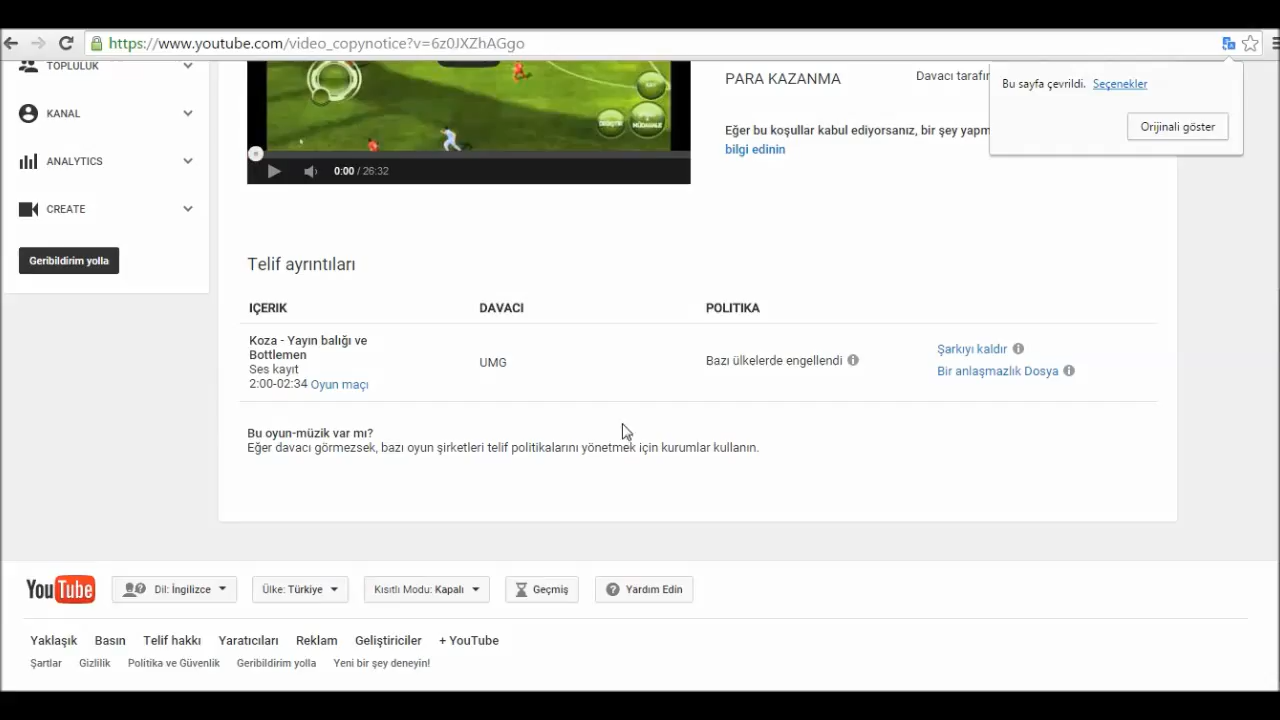 https://www.youtube.com/video_copynotice?v=6z0JXZhAGgo
TOPLULUK
KANAL
ANALYTICS
CREATE
Geribildirim yolla
0:00 / 26:32
PARA KAZANMA
Davacı tarafın
Eğer bu koşullar kabul ediyorsanız, bir şey yapm
bilgi edinin
Bu sayfa çevrildi. Seçenekler
Orijinali göster
Telif ayrıntıları
IÇERIK DAVACI POLITIKA
Koza - Yayın balığı ve
Bottlemen
Ses kayıt
2:00-02:34 Oyun maçı
UMG
Bazı ülkelerde engellendi
Şarkıyı kaldır
Bir anlaşmazlık Dosya
Bu oyun-müzik var mı?
Eğer davacı görmezsek, bazı oyun şirketleri telif politikalarını yönetmek için kurumlar kullanın.
YouTube
Dil: İngilizce
Ülke: Türkiye
Kısıtlı Modu: Kapalı
Geçmiş
Yardım Edin
Yaklaşık Basın Telif hakkı Yaratıcıları Reklam Geliştiriciler + YouTube
Şartlar Gizlilik Politika ve Güvenlik Geribildirim yolla Yeni bir şey deneyin!